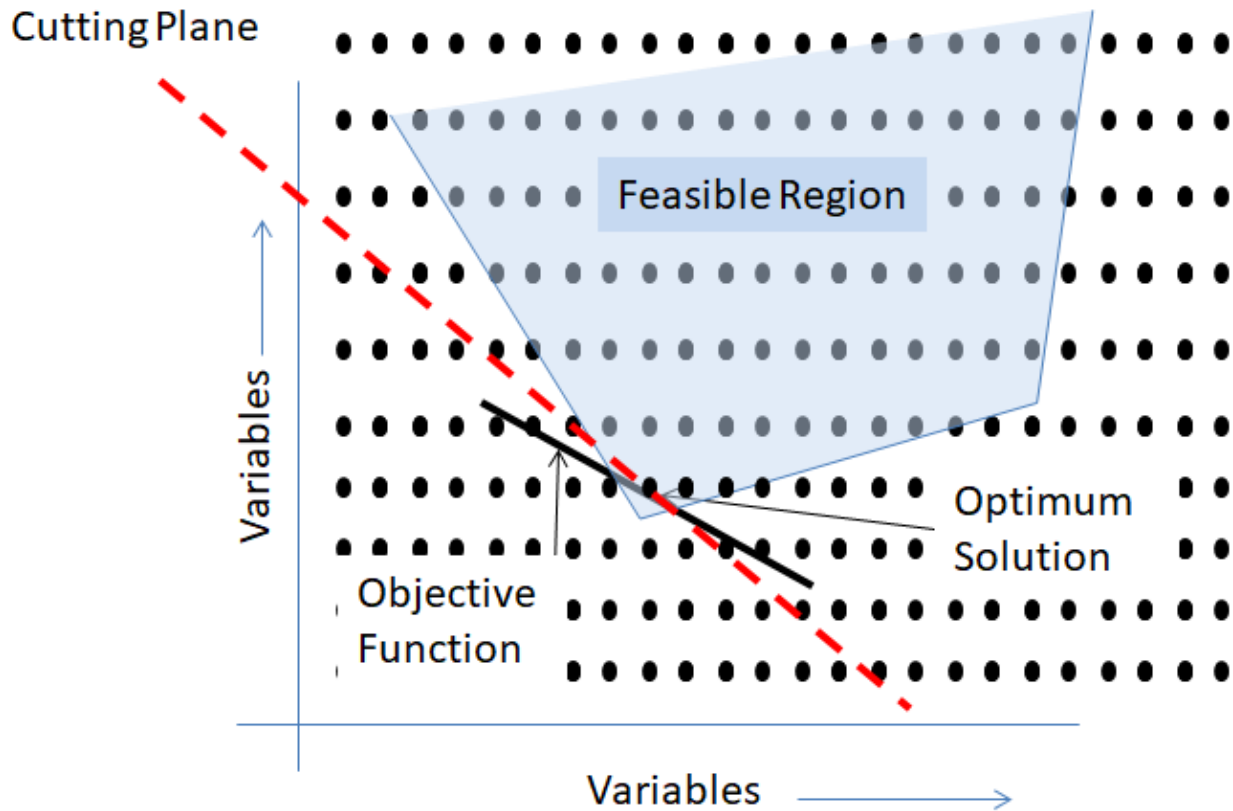 Cutting Plane
Feasible Region
Variables
Optimum
Solution
Objective
Function
Variables